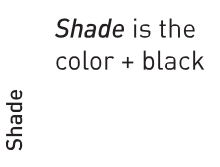 Shade is the
color + black
Shade